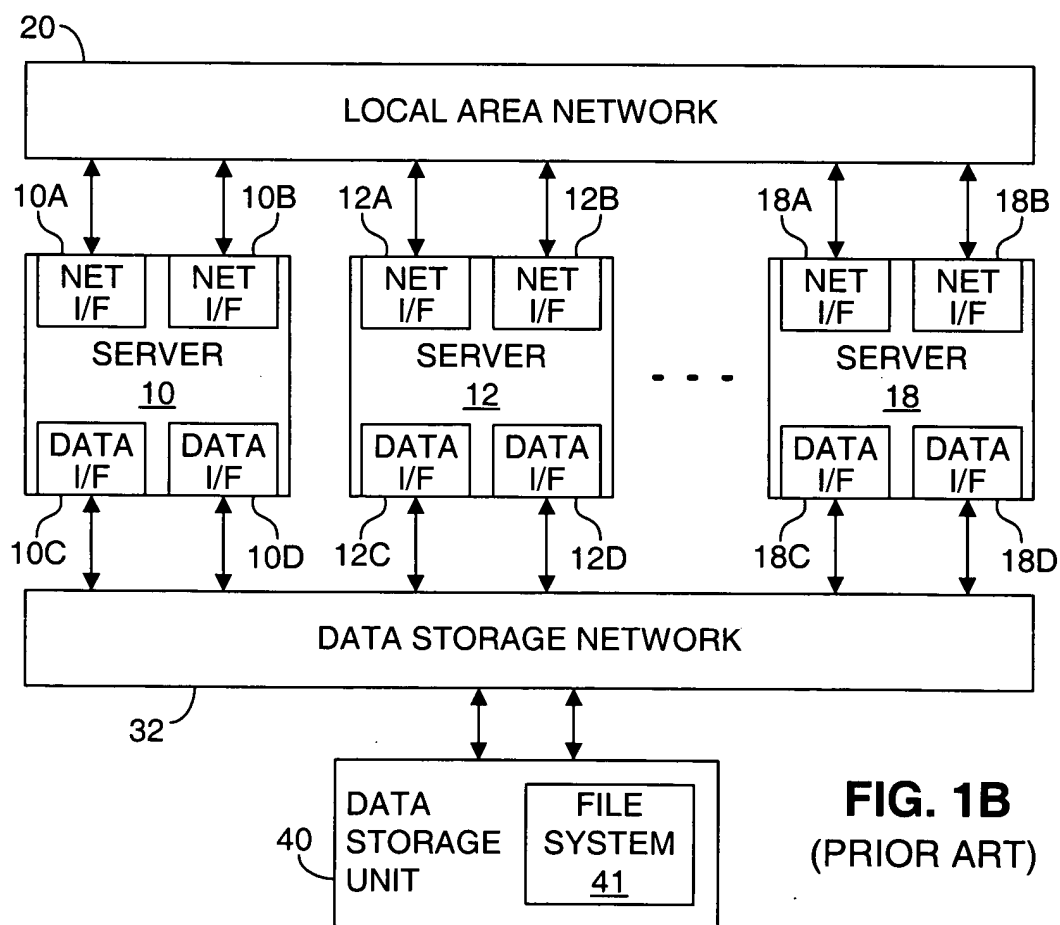 20
LOCAL AREA NETWORK
10A
10B
12A
12B
18A
18B
NET
I/F
NET
I/F
NET
I/F
NET
I/F
NET
I/F
NET
I/F
SERVER
10
SERVER
12
SERVER
18
DATA
I/F
DATA
I/F
DATA
I/F
DATA
I/F
DATA
I/F
DATA
I/F
10C
10D
12C
12D
18C
18D
DATA STORAGE NETWORK
32
40
DATA
STORAGE
UNIT
FILE
SYSTEM
41
FIG. 1B
(PRIOR ART)